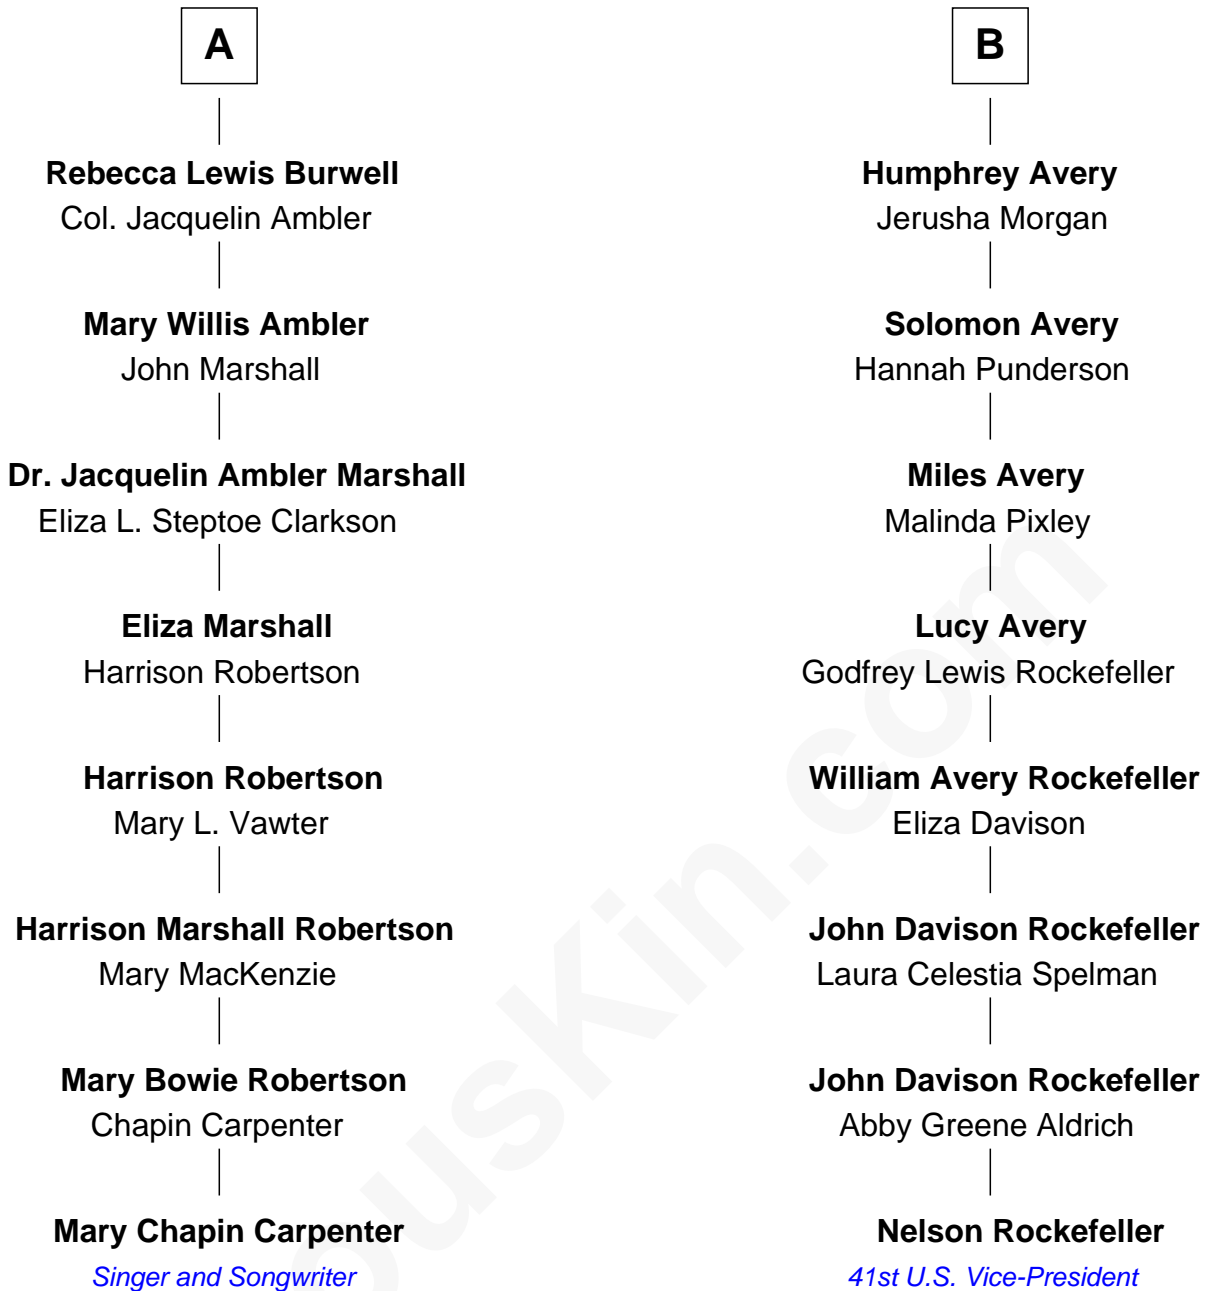 A
Rebecca Lewis Burwell
Col. Jacquelin Ambler
Mary Willis Ambler
John Marshall
Dr. Jacquelin Ambler Marshall
Eliza L. Steptoe Clarkson
Eliza Marshall
Harrison Robertson
Harrison Robertson
Mary L. Vawter
Harrison Marshall Robertson
Mary MacKenzie
Mary Bowie Robertson
Chapin Carpenter
Mary Chapin Carpenter
Singer and Songwriter
B
Humphrey Avery
Jerusha Morgan
Solomon Avery
Hannah Punderson
Miles Avery
Malinda Pixley
Lucy Avery
Godfrey Lewis Rockefeller
William Avery Rockefeller
Eliza Davison
John Davison Rockefeller
Laura Celestia Spelman
John Davison Rockefeller
Abby Greene Aldrich
Nelson Rockefeller
41st U.S. Vice-President
ousKin.com